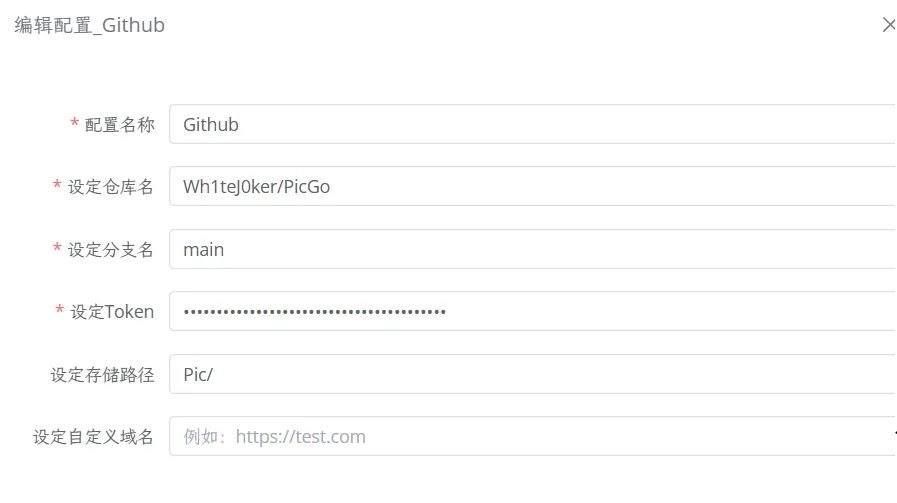 编辑配置_Github
* 配置名称 Github
* 设定仓库名 Wh1teJ0ker/PicGo
* 设定分支名 main
* 设定Token ••••••••••••••••••••••••••••••••••••••••
设定存储路径 Pic/
设定自定义域名 例如：https://test.com